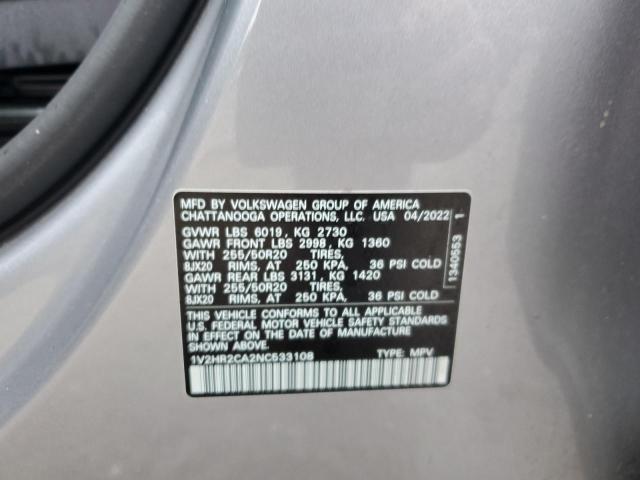 MFD BY VOLKSWAGEN GROUP OF AMERICA
CHATTANOOGA OPERATIONS, LLC. USA 04/2022
GVWR LBS 6019, KG 2730
GAWR FRONT LBS 2998, KG 1360
WITH 255/50R20 TIRES,
8JX20 RIMS, AT 250 KPA, 36 PSI COLD
GAWR REAR LBS 3131, KG 1420
WITH 255/50R20 TIRES,
8JX20 RIMS, AT 250 KPA, 36 PSI COLD
THIS VEHICLE CONFORMS TO ALL APPLICABLE
U.S. FEDERAL MOTOR VEHICLE SAFETY STANDARDS
IN EFFECT ON THE DATE OF MANUFACTURE
SHOWN ABOVE.
1V2HR2CA2NC533108 TYPE: MPV
1340553 1